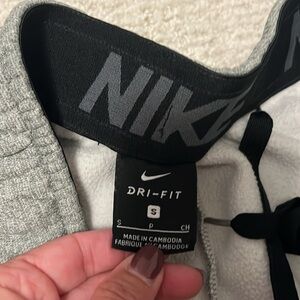 NIKE
DRI-FIT
S
S P CH
MADE IN CAMBODIA
FABRIQUÉ AU CAMBODGE